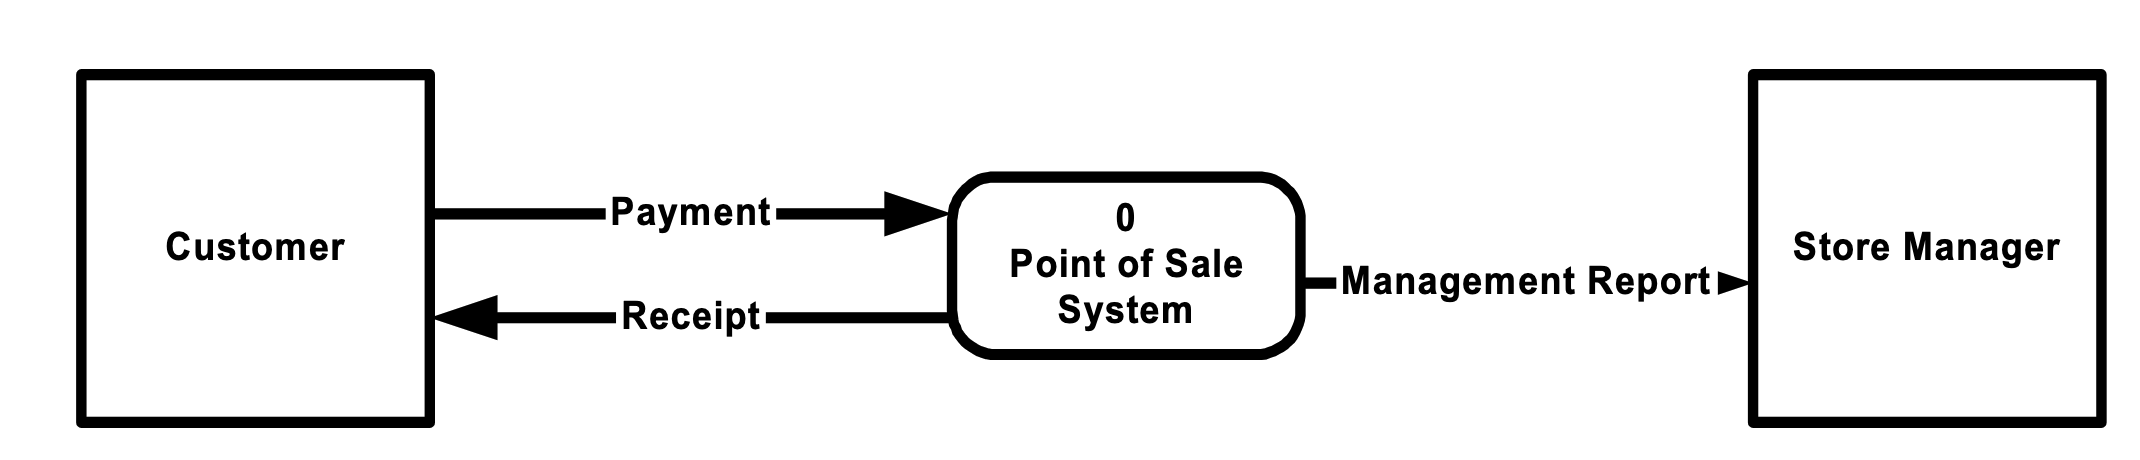 Customer
Payment
Receipt
0
Point of Sale
System
Management Report
Store Manager